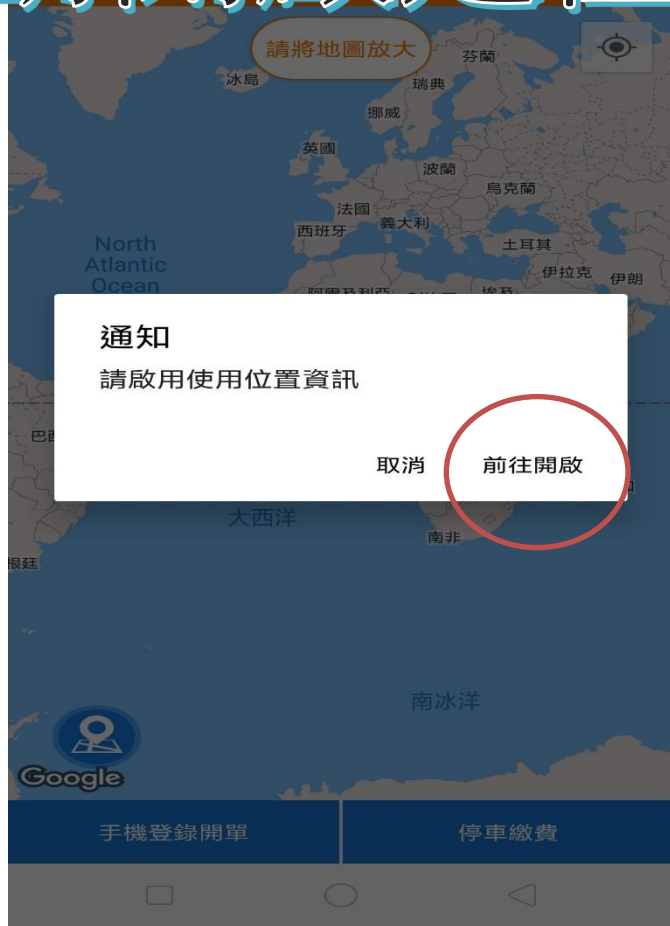 請將地圖放大
芬蘭
冰島
瑞典
挪威
英國
波蘭
烏克蘭
法國
義大利
西班牙
土耳其
North
Atlantic
Ocean
伊拉克
伊朗
通知
請啟用使用位置資訊
取消
前往開啟
大西洋
南非
根廷
南冰洋
Google
手機登錄開單
停車繳費